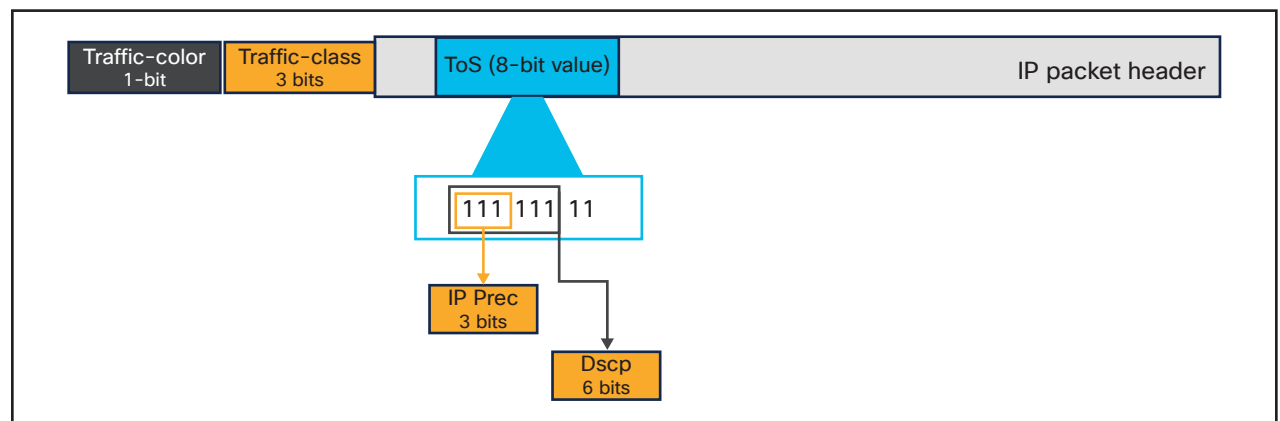 Traffic-color
1-bit
Traffic-class
3 bits
ToS (8-bit value)
IP packet header
111 111 11
IP Prec
3 bits
Dscp
6 bits